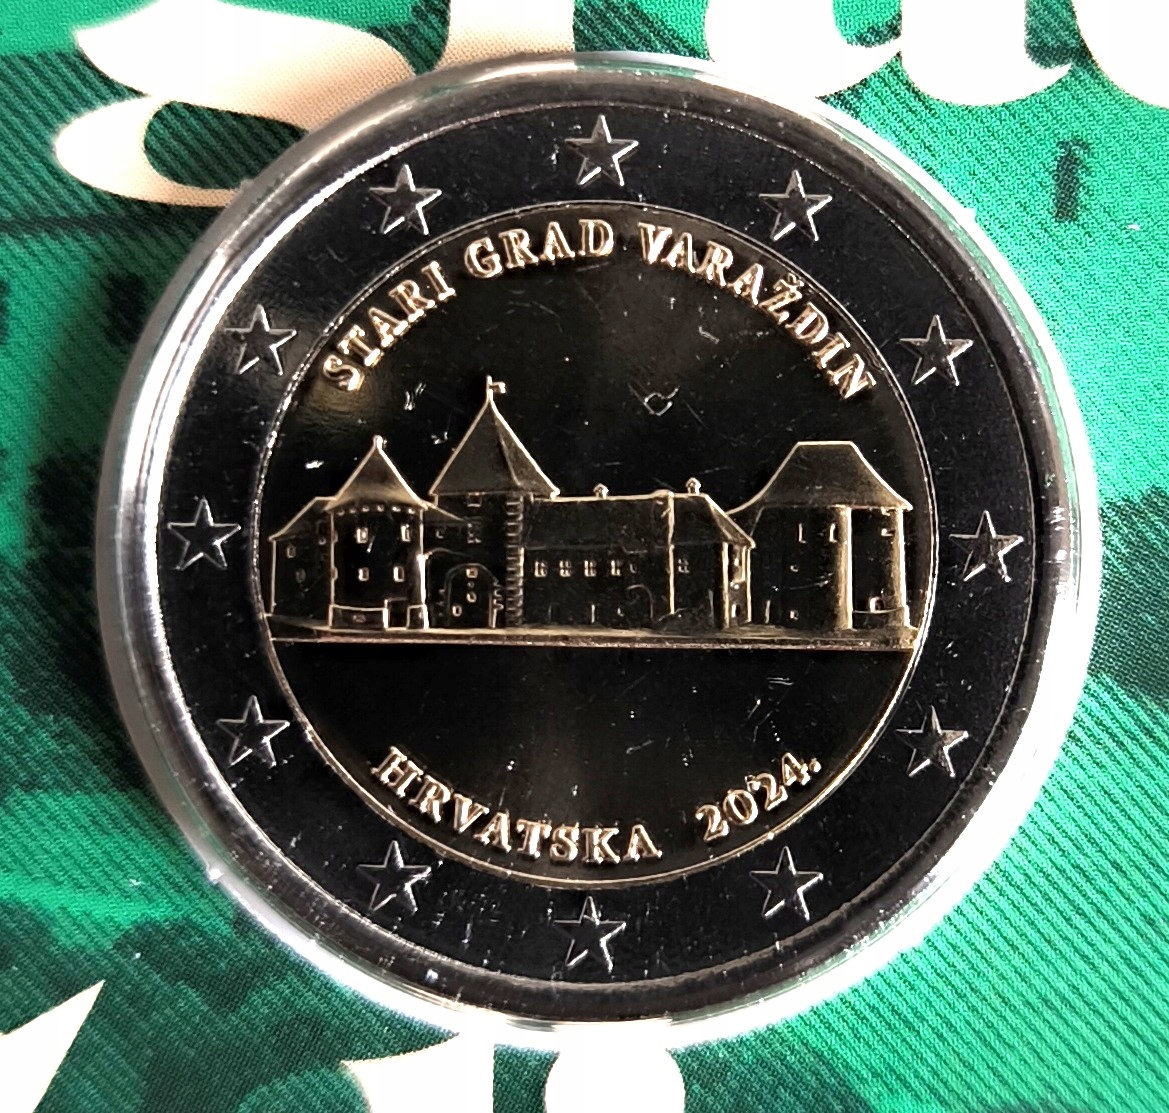 STARI GRAD VARAŽDIN
HRVATSKA 2024.